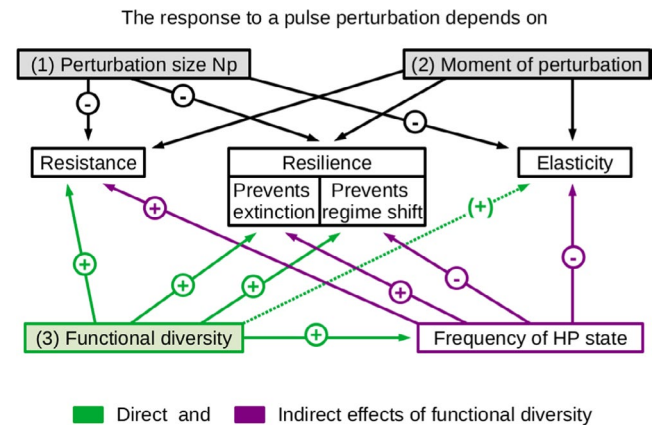 The response to a pulse perturbation depends on
(1) Perturbation size Np
(2) Moment of perturbation
-
-
-
Resistance
Resilience
Elasticity
Prevents
extinction
Prevents
regime shift
+
(+)
+
+
+
-
+
-
(3) Functional diversity
+
Frequency of HP state
Direct and
Indirect effects of functional diversity